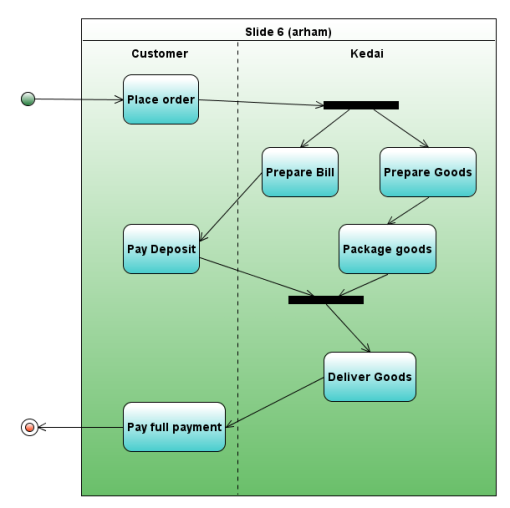 Slide 6 (arham)
Customer
Kedai
Place order
Prepare Bill
Prepare Goods
Pay Deposit
Package goods
Deliver Goods
Pay full payment